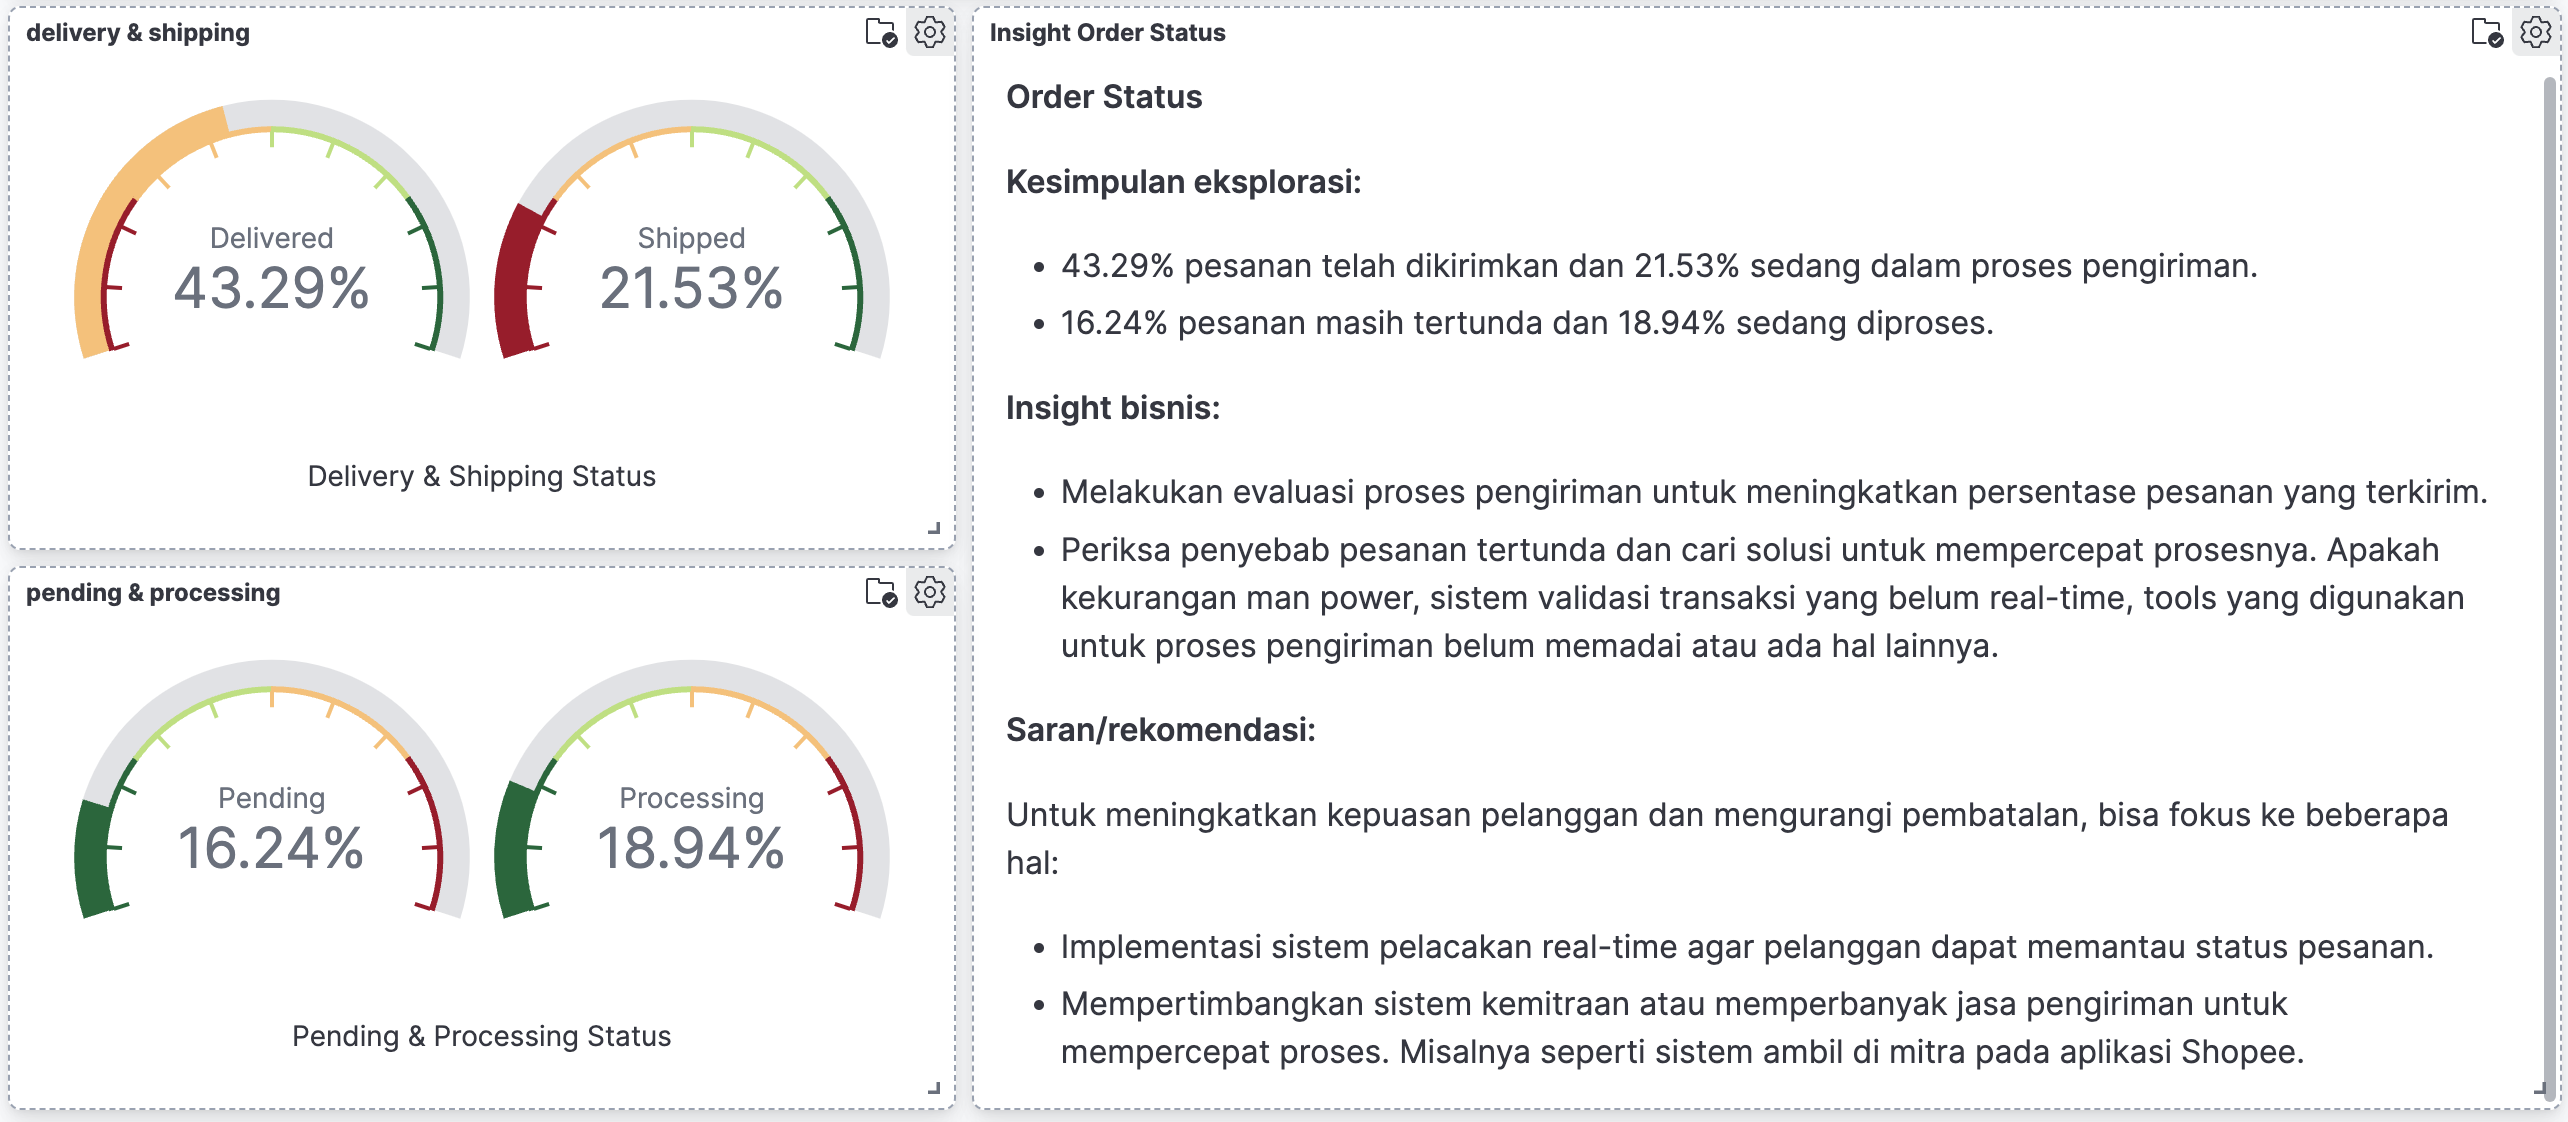 delivery & shipping
Delivered
43.29%
Shipped
21.53%
Delivery & Shipping Status
pending & processing
Pending
16.24%
Processing
18.94%
Pending & Processing Status
Insight Order Status
Order Status
Kesimpulan eksplorasi:
• 43.29% pesanan telah dikirimkan dan 21.53% sedang dalam proses pengiriman.
• 16.24% pesanan masih tertunda dan 18.94% sedang diproses.
Insight bisnis:
• Melakukan evaluasi proses pengiriman untuk meningkatkan persentase pesanan yang terkirim.
• Periksa penyebab pesanan tertunda dan cari solusi untuk mempercepat prosesnya. Apakah
kekurangan man power, sistem validasi transaksi yang belum real-time, tools yang digunakan
untuk proses pengiriman belum memadai atau ada hal lainnya.
Saran/rekomendasi:
Untuk meningkatkan kepuasan pelanggan dan mengurangi pembatalan, bisa fokus ke beberapa
hal:
• Implementasi sistem pelacakan real-time agar pelanggan dapat memantau status pesanan.
• Mempertimbangkan sistem kemitraan atau memperbanyak jasa pengiriman untuk
mempercepat proses. Misalnya seperti sistem ambil di mitra pada aplikasi Shopee.